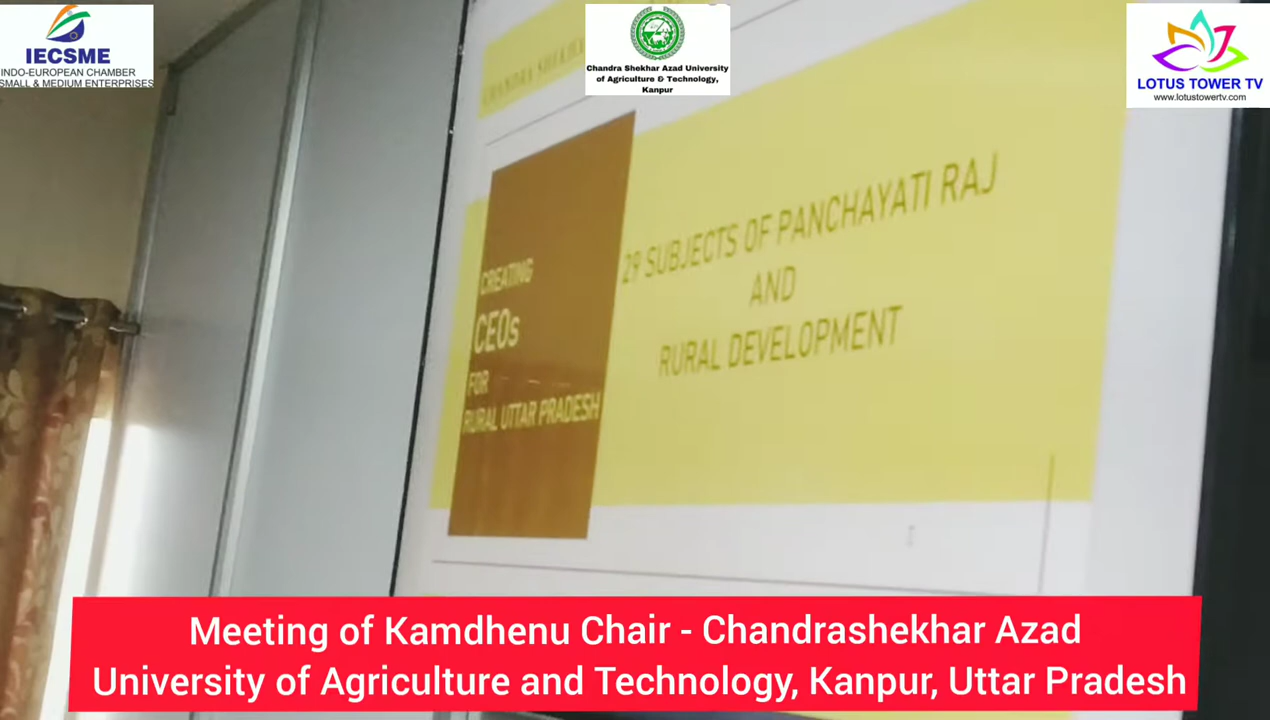 IECSME
INDO-EUROPEAN CHAMBER
SMALL & MEDIUM ENTERPRISES
Chandra Shekhar Azad University
of Agriculture & Technology,
Kanpur
LOTUS TOWER TV
www.lotustowertv.com
CHANDRA SHEKHAR
CREATING
CEOs
FOR
RURAL UTTAR PRADESH
29 SUBJECTS OF PANCHAYATI RAJ
AND
RURAL DEVELOPMENT
Meeting of Kamdhenu Chair - Chandrashekhar Azad
University of Agriculture and Technology, Kanpur, Uttar Pradesh